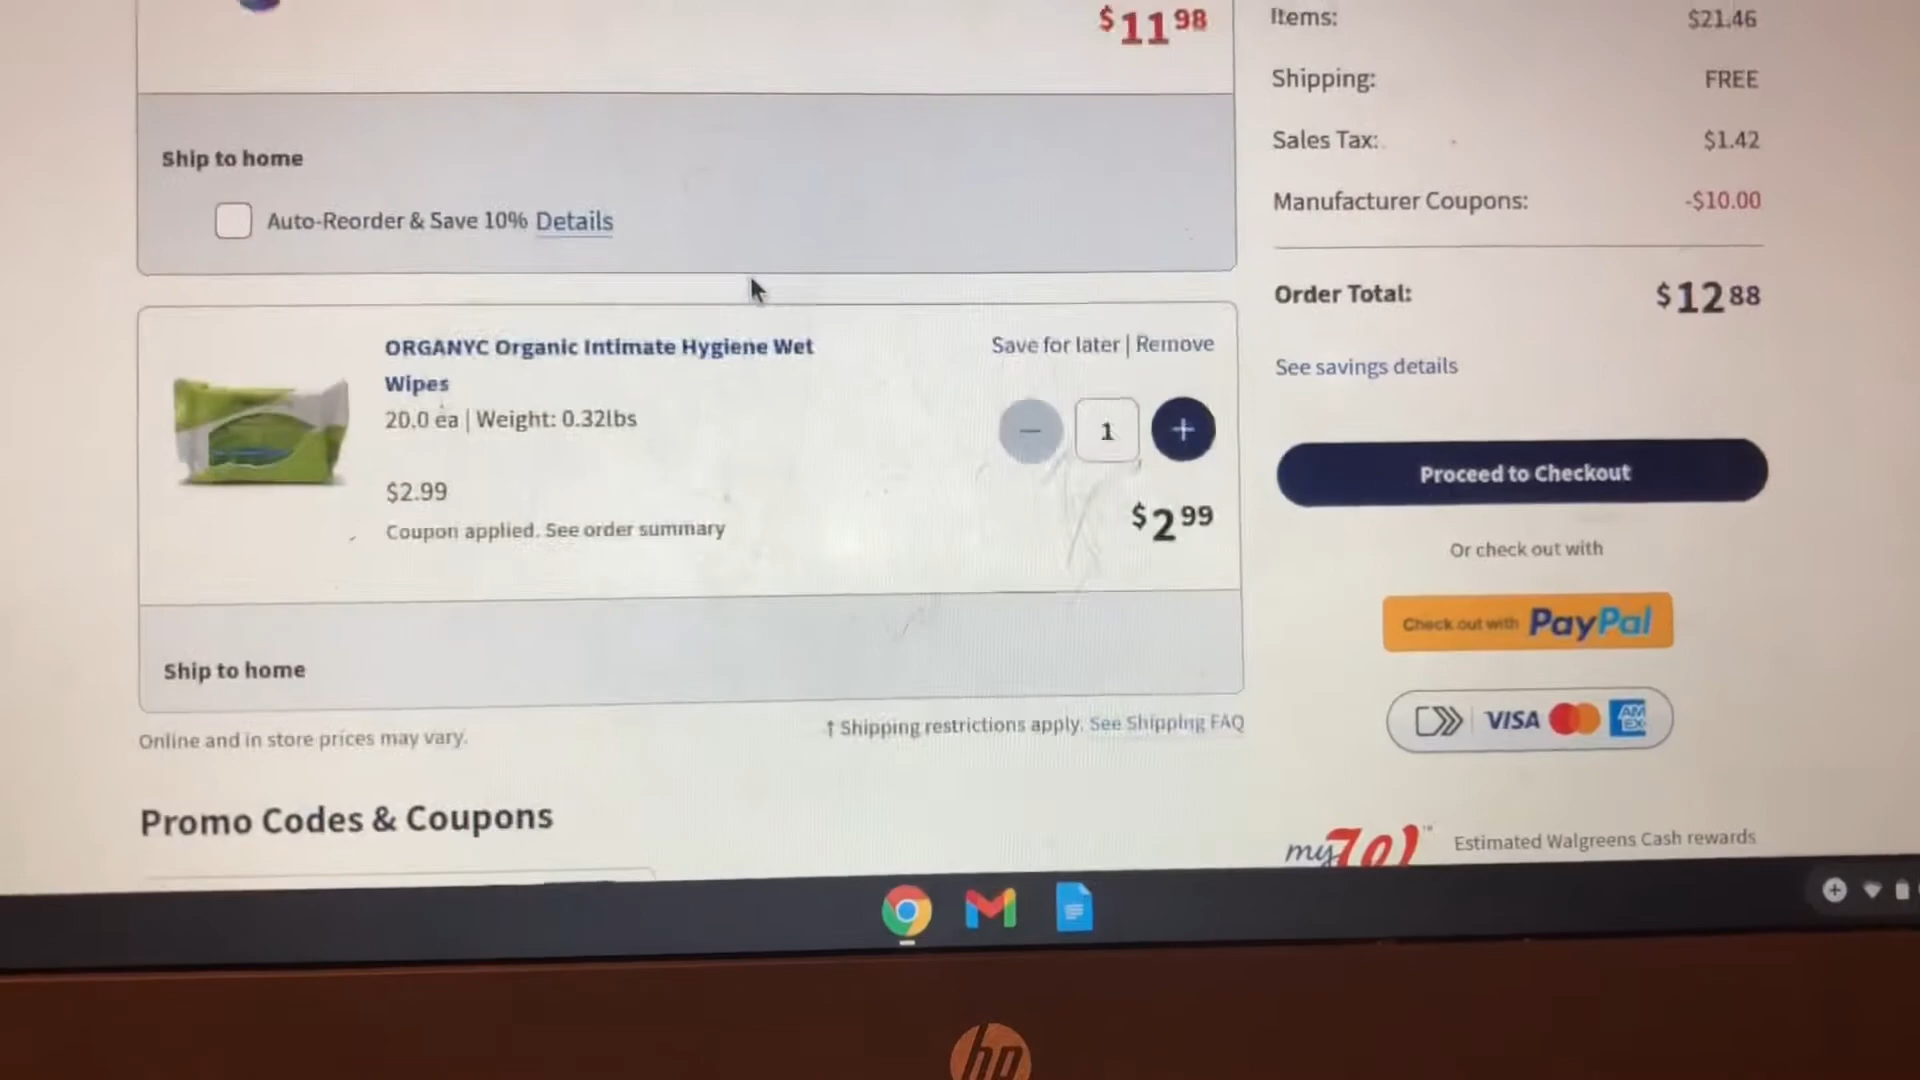 $11 98
Ship to home
Auto-Reorder & Save 10% Details
ORGANYC Organic Intimate Hygiene Wet
Wipes
20.0 ea | Weight: 0.32lbs
$2.99
Coupon applied. See order summary
Save for later | Remove
1
$2 99
Ship to home
Online and in store prices may vary.
† Shipping restrictions apply. See Shipping FAQ
Promo Codes & Coupons
Items: $21.46
Shipping: FREE
Sales Tax: $1.42
Manufacturer Coupons: -$10.00
Order Total: $12 88
See savings details
Proceed to Checkout
Or check out with
Check out with PayPal
VISA AM EX
my Estimated Walgreens Cash rewards
hp